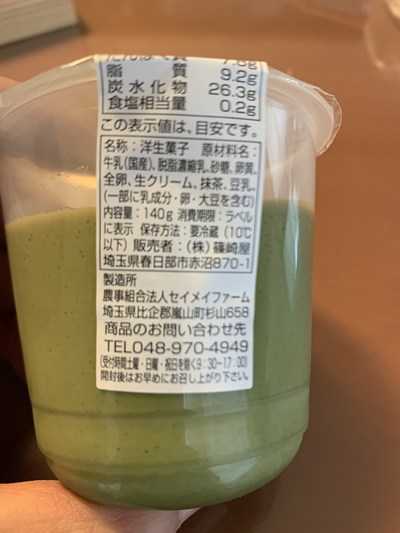 たんぱく質 7.8g
脂質 9.2g
炭水化物 26.3g
食塩相当量 0.2g
この表示値は、目安です。
名称：洋生菓子 原材料名：
牛乳(国産)、脱脂濃縮乳、砂糖、卵黄、
全卵、生クリーム、抹茶、豆乳、
(一部に乳成分・卵・大豆を含む)
内容量：140g 消費期限：ラベル
に表示 保存方法：要冷蔵（10℃
以下）販売者：(株)篠崎屋
埼玉県春日部市赤沼870-1
製造所
農事組合法人セイメイファーム
埼玉県比企郡嵐山町杉山658
商品のお問い合わせ先
TEL048-970-4949
(受付時間土曜・日曜・祝日を除く9:30-17:00)
開封後はお早めにお召し上がり下さい。